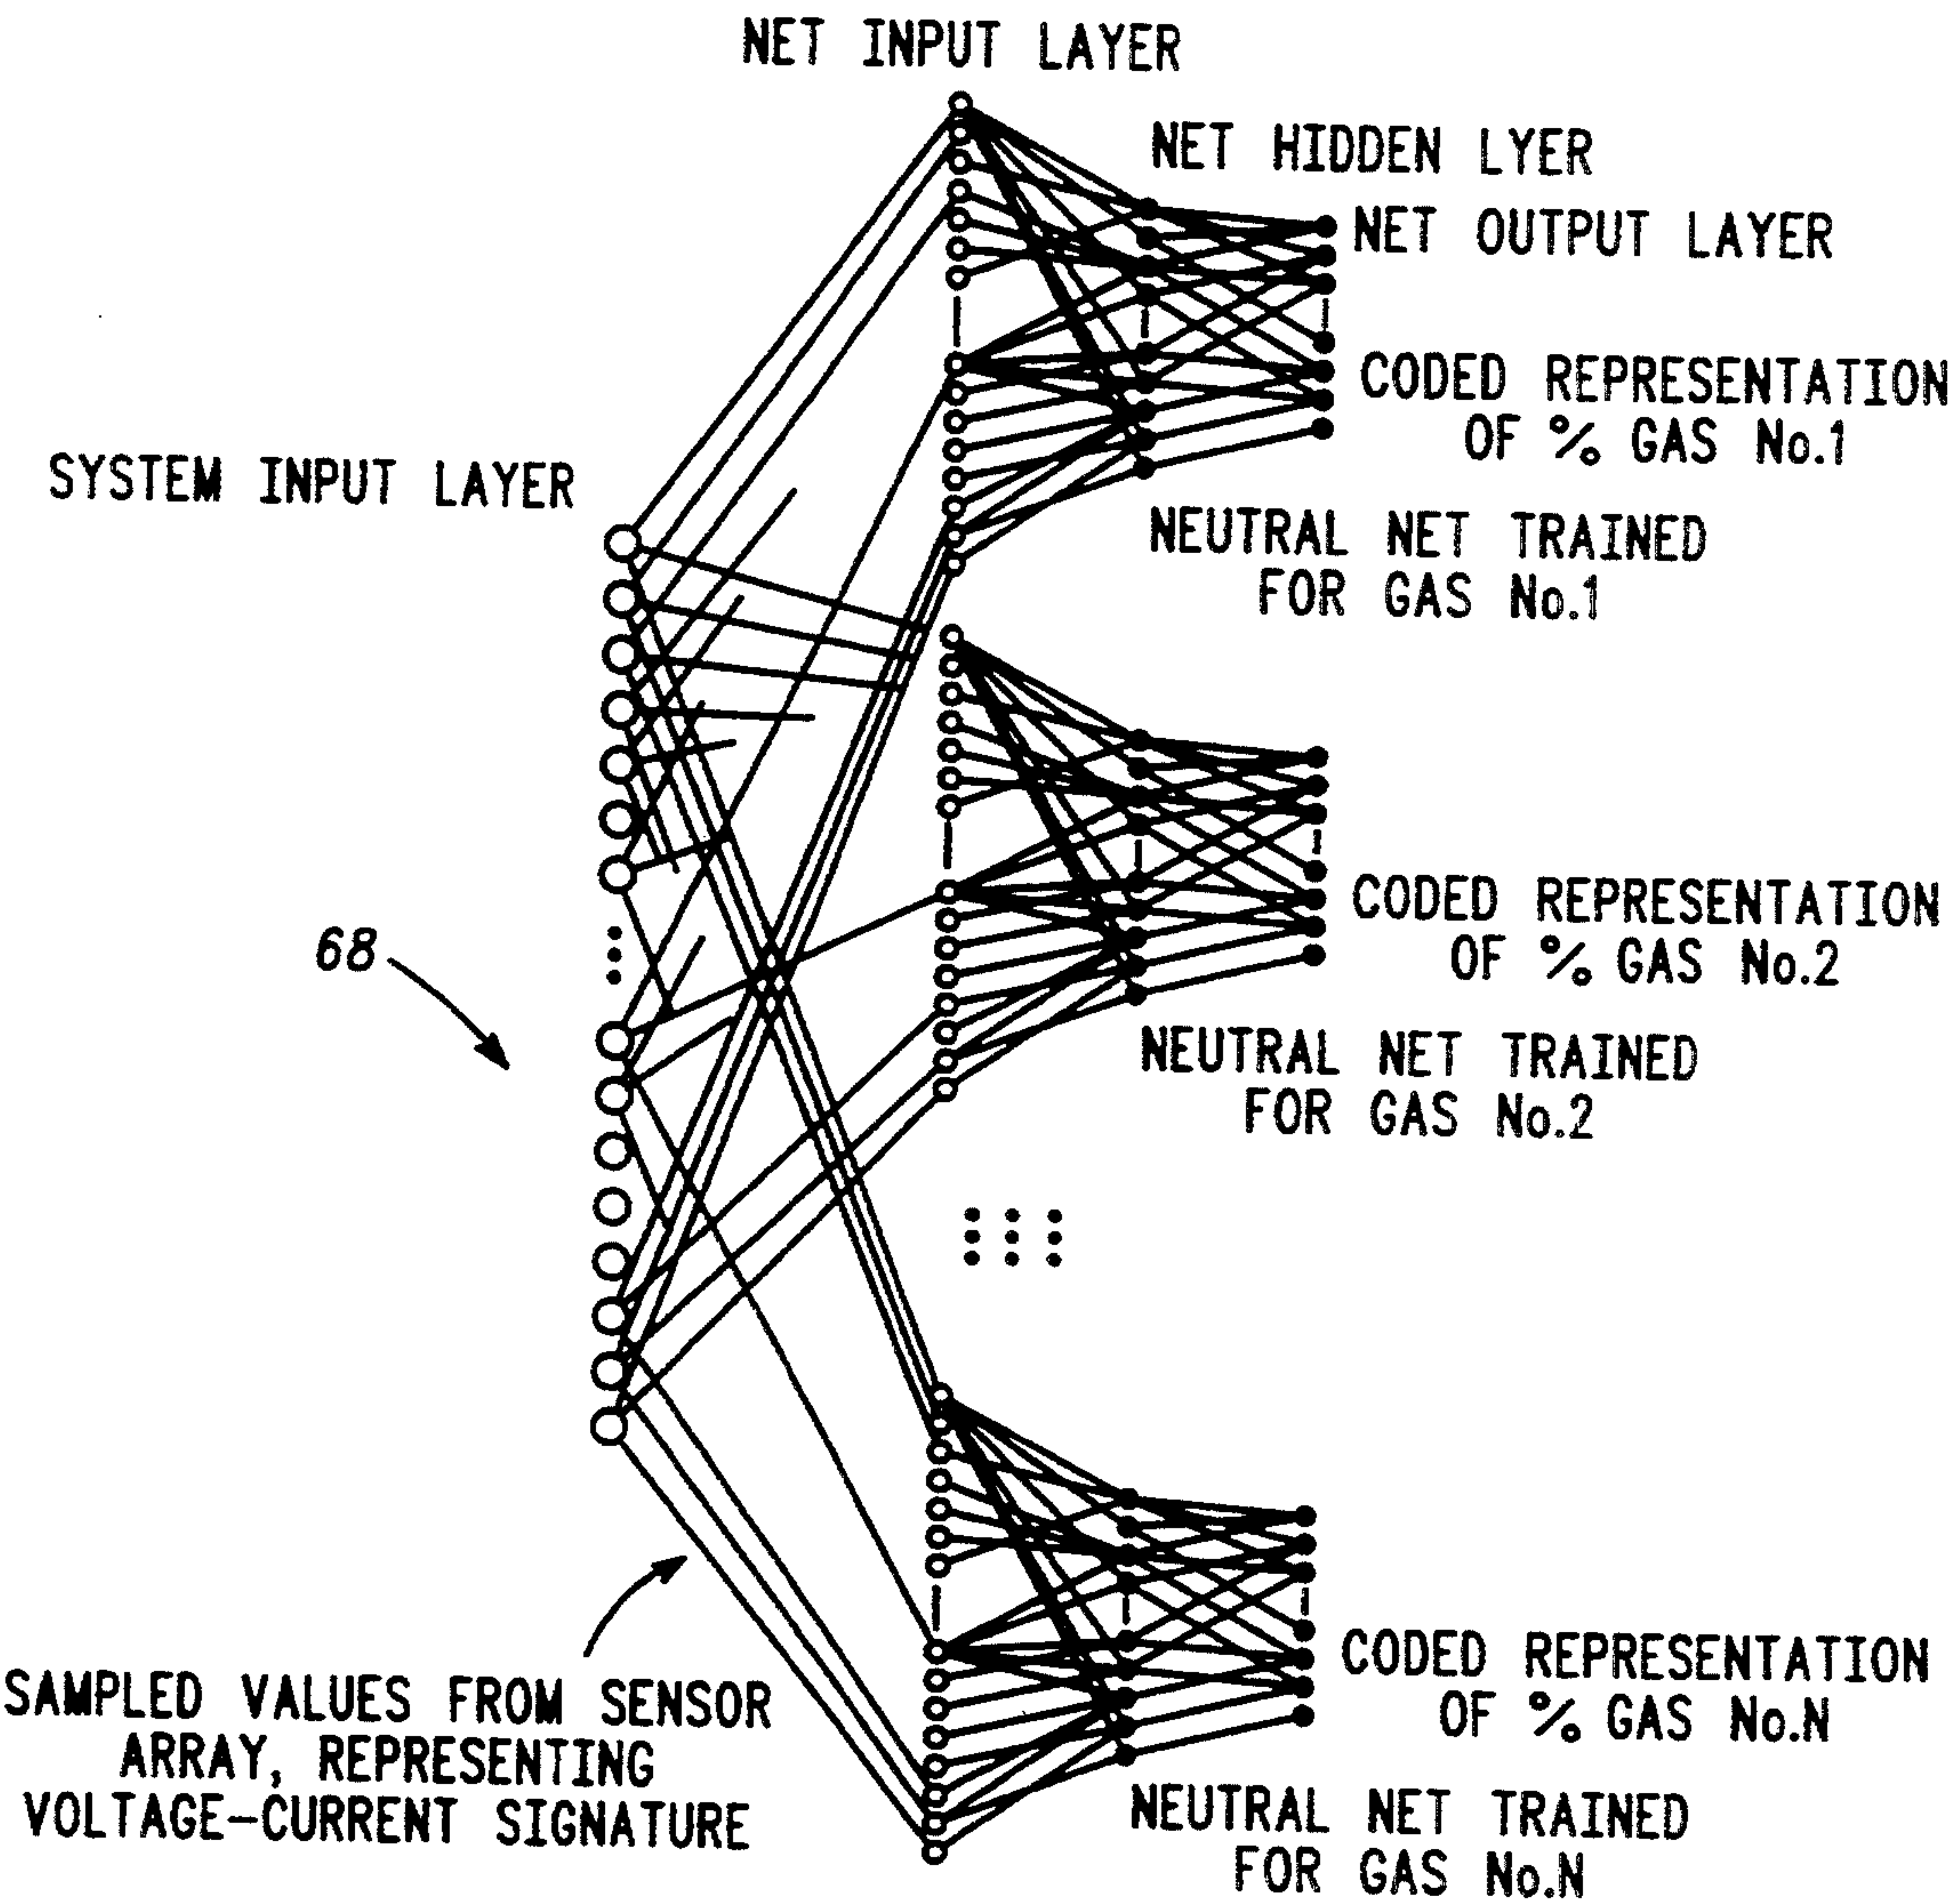 NET INPUT LAYER
NET HIDDEN LYER
NET OUTPUT LAYER
CODED REPRESENTATION
OF % GAS No.1
SYSTEM INPUT LAYER
NEUTRAL NET TRAINED
FOR GAS No.1
68
CODED REPRESENTATION
OF % GAS No.2
NEUTRAL NET TRAINED
FOR GAS No.2
SAMPLED VALUES FROM SENSOR
ARRAY, REPRESENTING
VOLTAGE-CURRENT SIGNATURE
CODED REPRESENTATION
OF % GAS No.N
NEUTRAL NET TRAINED
FOR GAS No.N